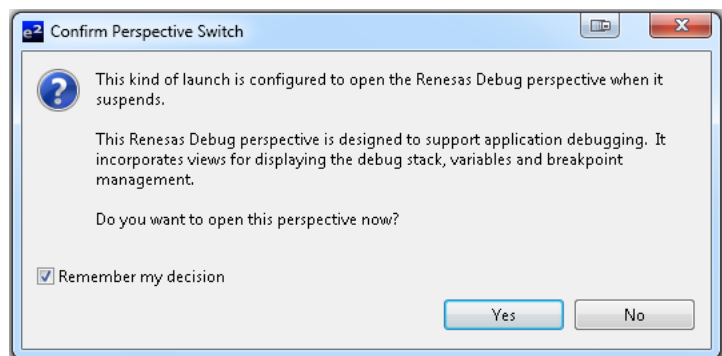 e² Confirm Perspective Switch
This kind of launch is configured to open the Renesas Debug perspective when it
suspends.
This Renesas Debug perspective is designed to support application debugging. It
incorporates views for displaying the debug stack, variables and breakpoint
management.
Do you want to open this perspective now?
Remember my decision
Yes No